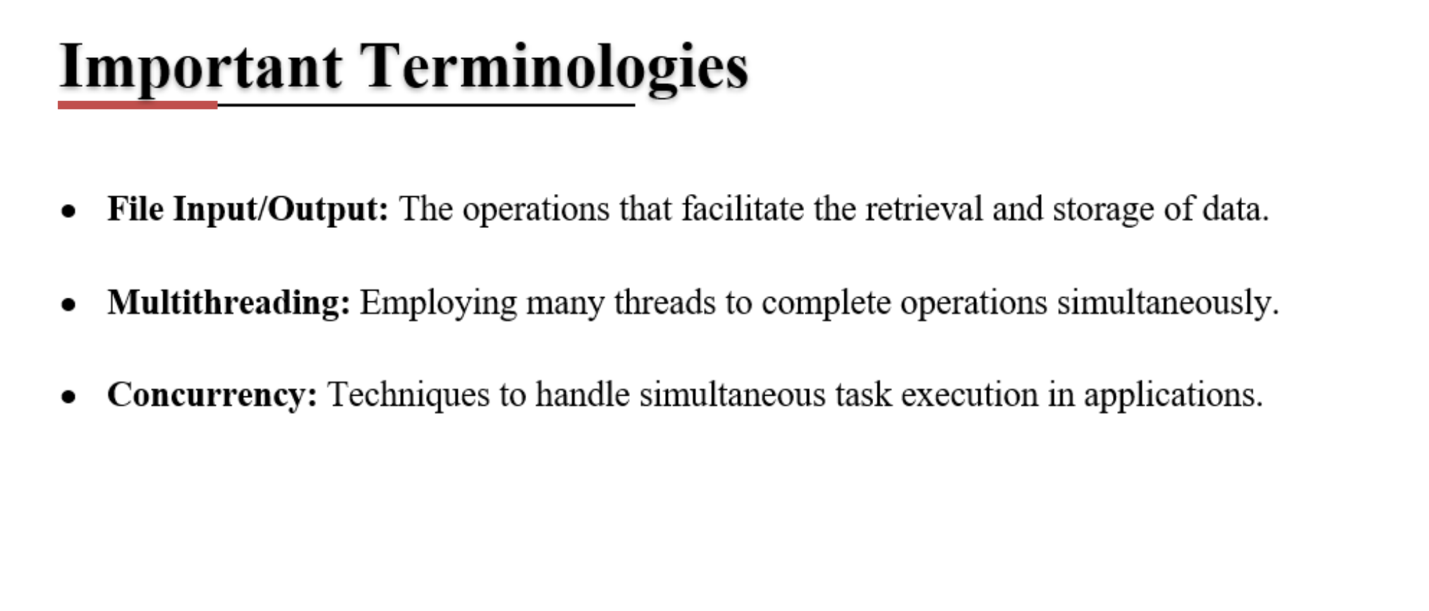 Important Terminologies
• File Input/Output: The operations that facilitate the retrieval and storage of data.
• Multithreading: Employing many threads to complete operations simultaneously.
• Concurrency: Techniques to handle simultaneous task execution in applications.